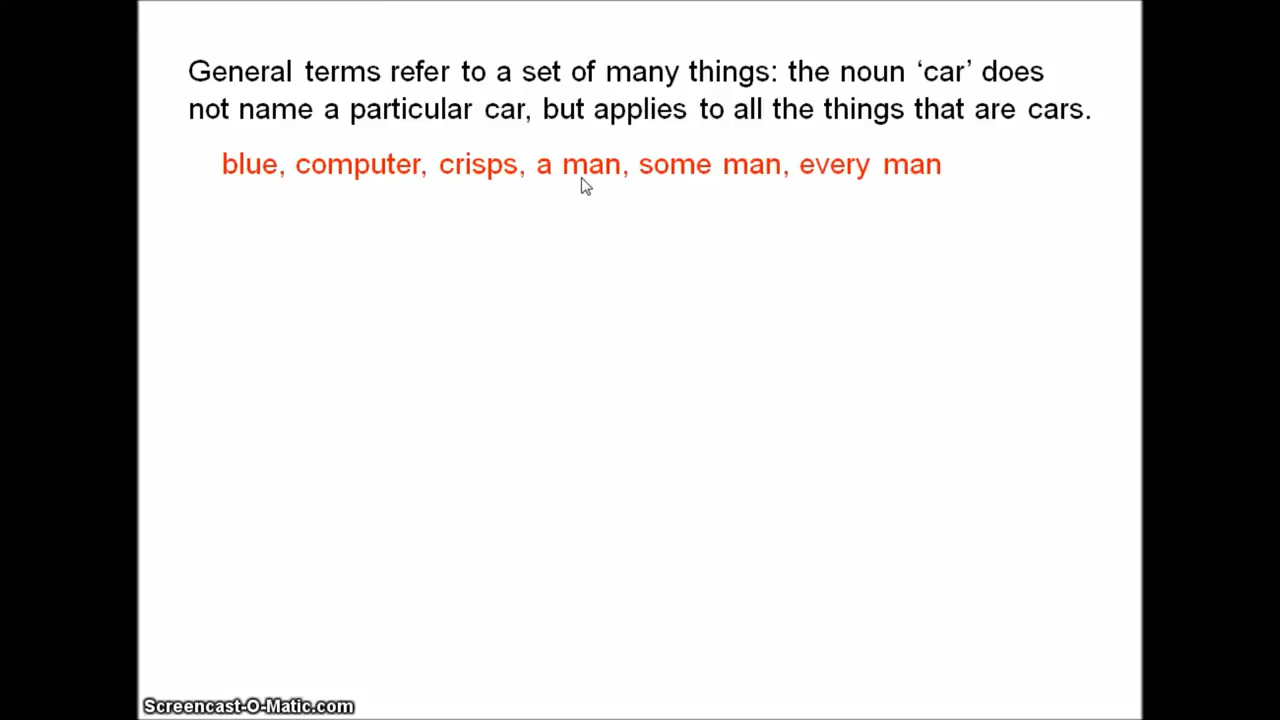 General terms refer to a set of many things: the noun ‘car’ does
not name a particular car, but applies to all the things that are cars.
blue, computer, crisps, a man, some man, every man
Screencast-O-Matic.com